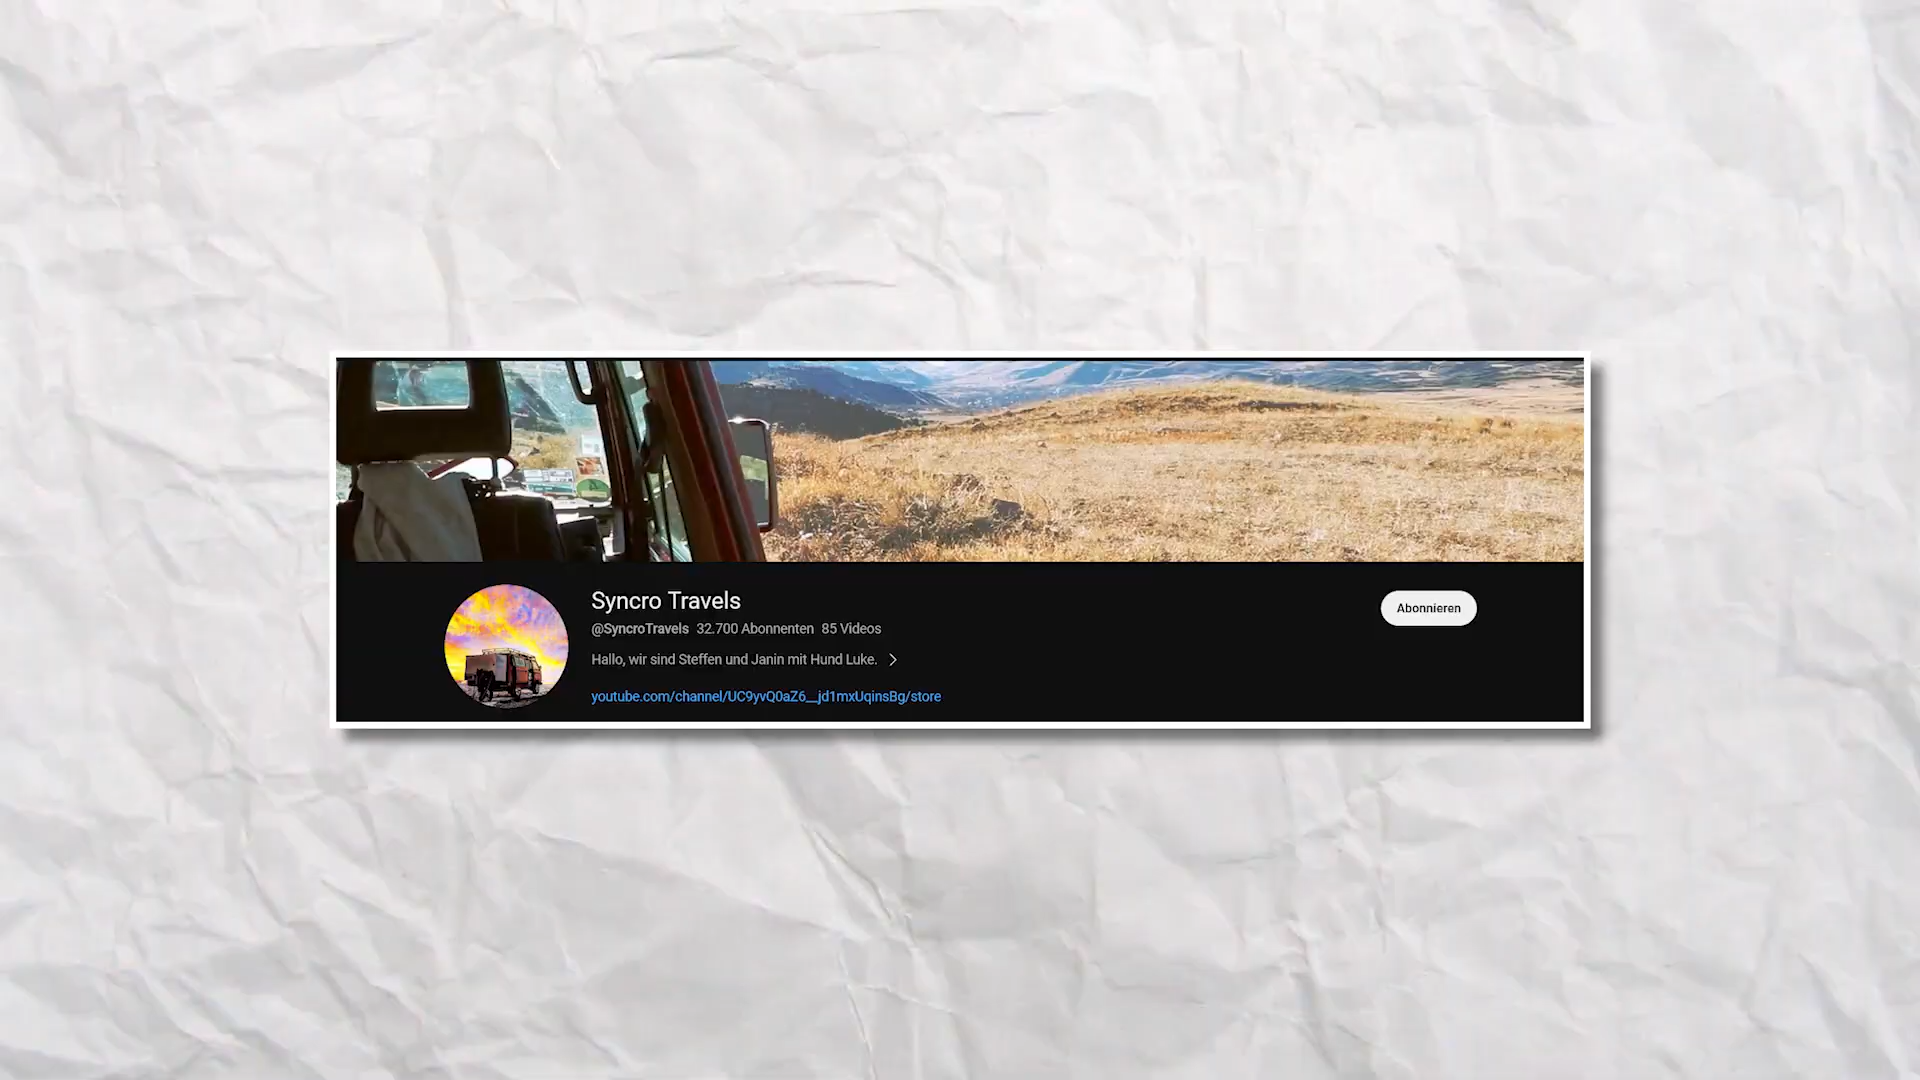 Syncro Travels
@SyncroTravels 32.700 Abonnenten 85 Videos
Abonnieren
Hallo, wir sind Steffen und Janin mit Hund Luke.
youtube.com/channel/UC9yvQ0aZ6__jd1mxUqinsBg/store